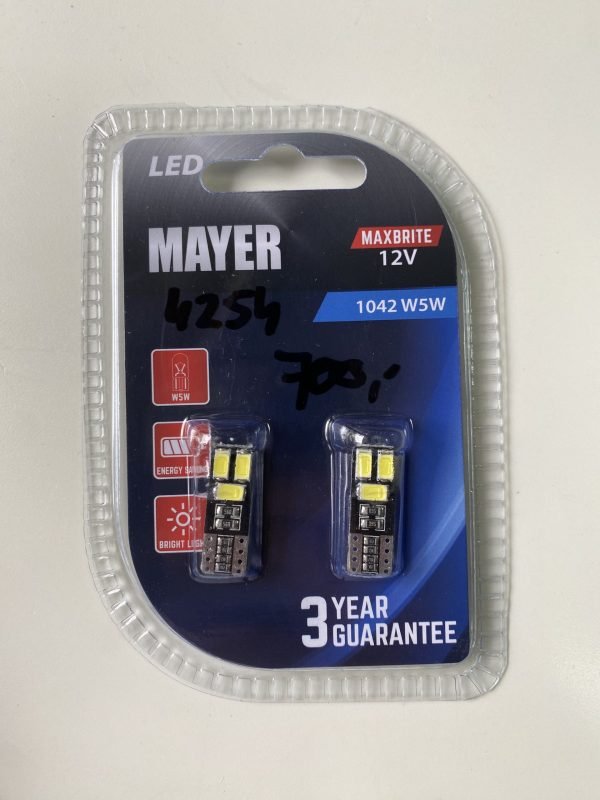 LED
MAYER
MAXBRITE
12V
1042 W5W
4254
700,-
W5W
ENERGY SAVING
BRIGHT LIGHT
3 YEAR
GUARANTEE